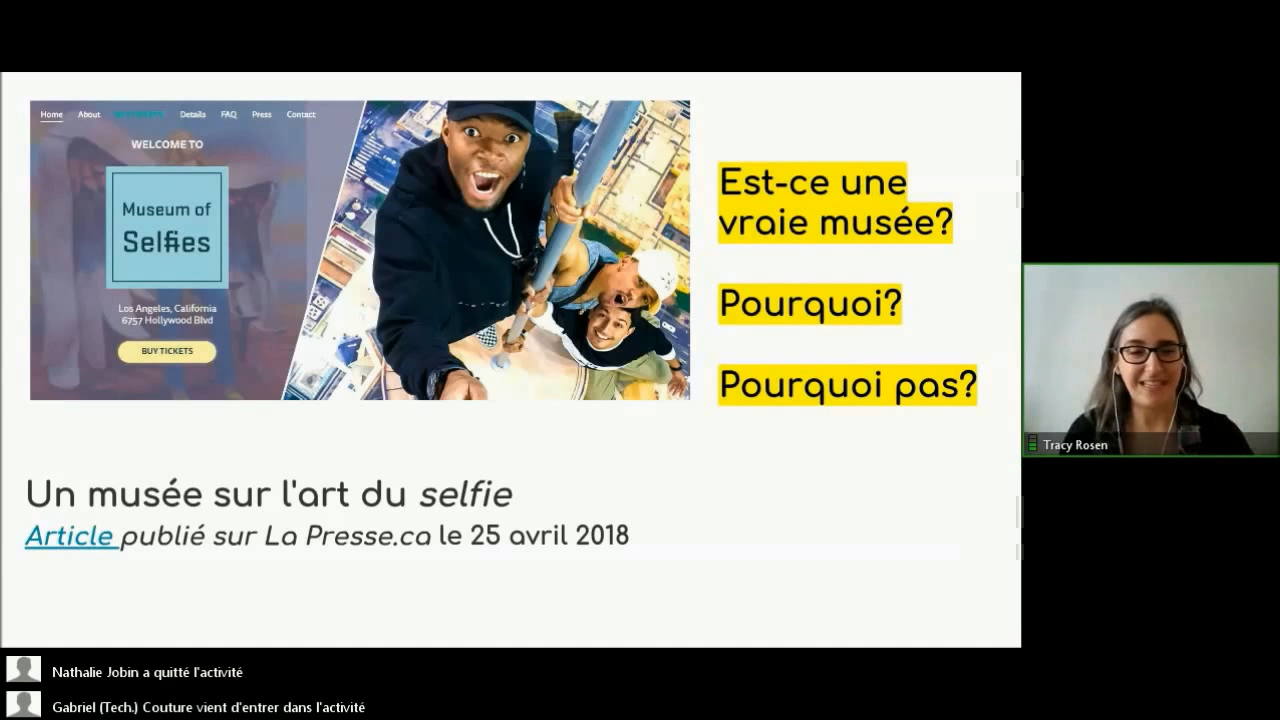 Home About Details FAQ Press Contact
WELCOME TO
Museum of
Selfies
Los Angeles, California
6757 Hollywood Blvd
BUY TICKETS
Est-ce une
vraie musée?
Pourquoi?
Pourquoi pas?
Un musée sur l'art du selfie
Article publié sur La Presse.ca le 25 avril 2018
Tracy Rosen
Nathalie Jobin a quitté l'activité
Gabriel (Tech.) Couture vient d'entrer dans l'activité